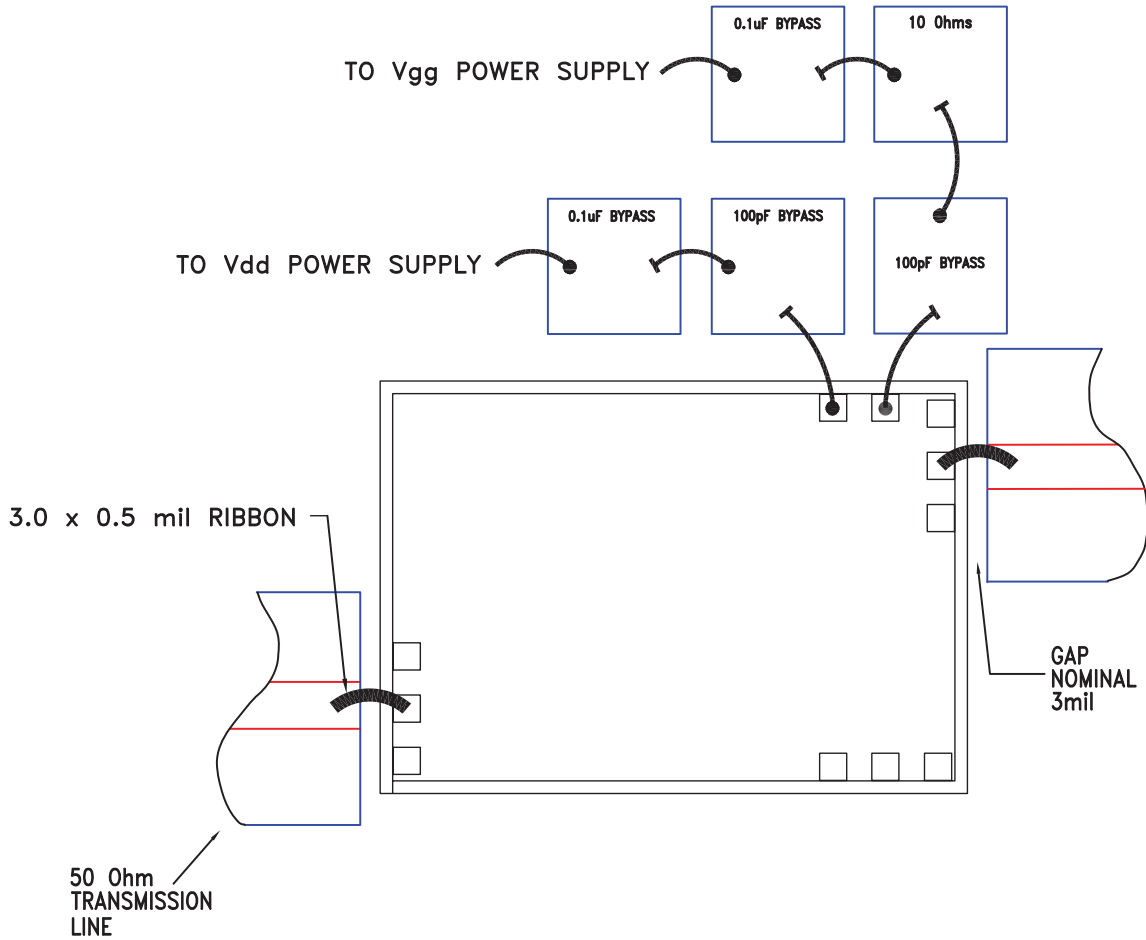 0.1uF BYPASS
10 Ohms
TO Vgg POWER SUPPLY
0.1uF BYPASS
100pF BYPASS
100pF BYPASS
TO Vdd POWER SUPPLY
3.0 x 0.5 mil RIBBON
GAP
NOMINAL
3mil
50 Ohm
TRANSMISSION
LINE